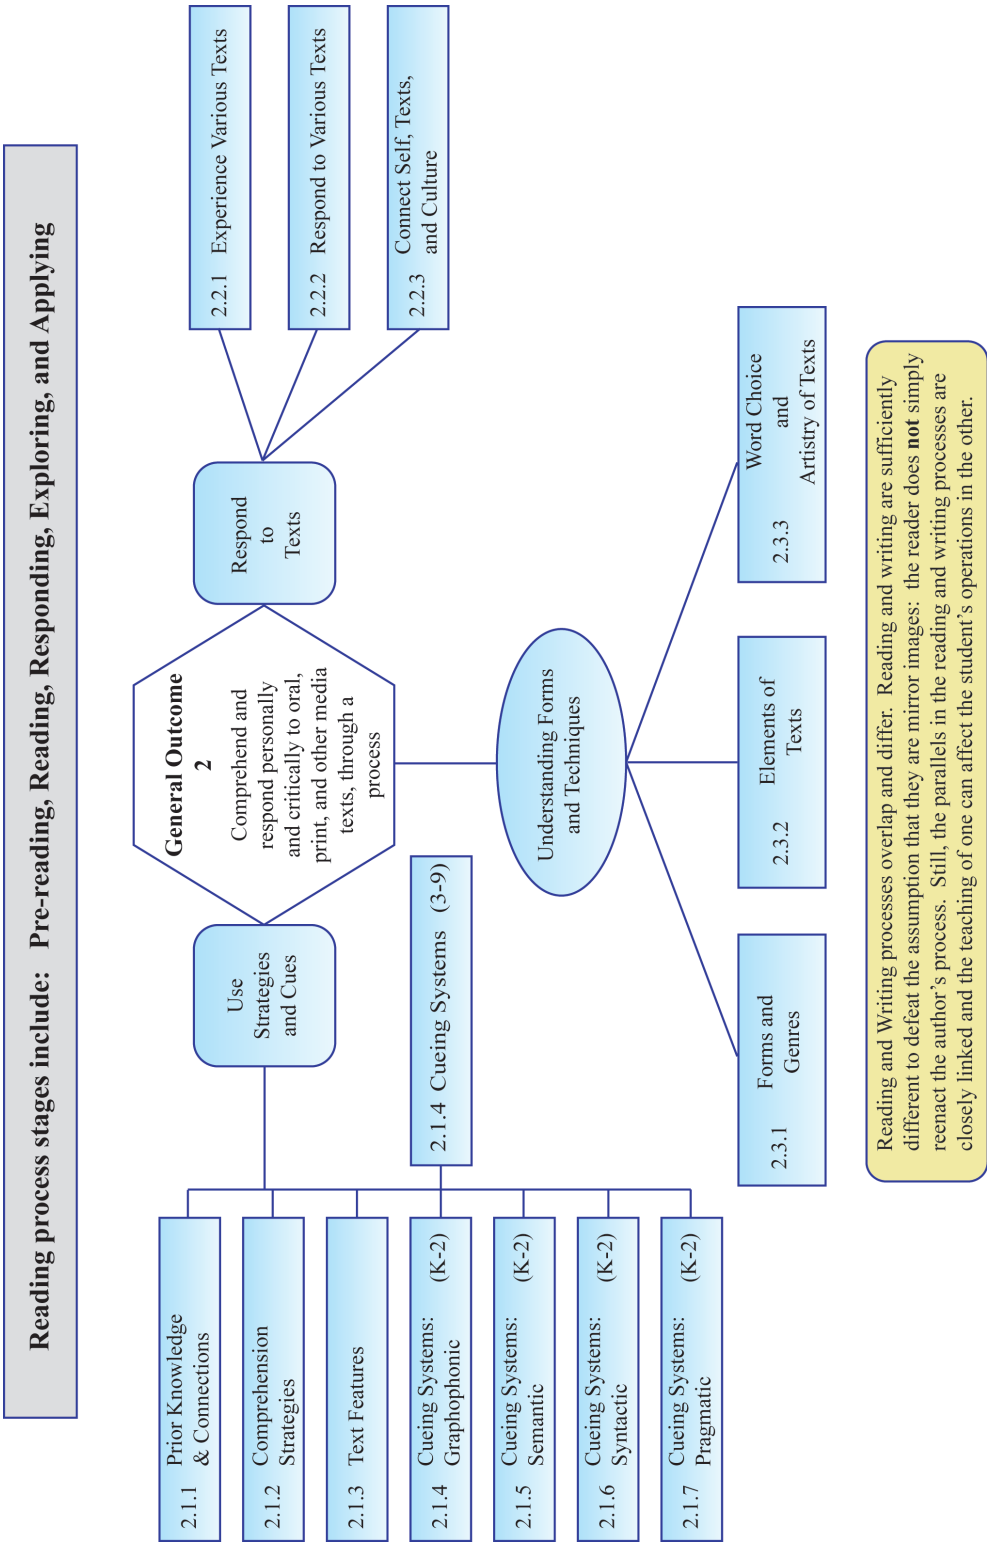 Reading process stages include: Pre-reading, Reading, Responding, Exploring, and Applying
General Outcome
2
Comprehend and
respond personally
and critically to oral,
print, and other media
texts, through a
process
Use
Strategies
and Cues
Respond
to
Texts
2.1.1 Prior Knowledge
& Connections
2.1.2 Comprehension
Strategies
2.1.3 Text Features
2.1.4 Cueing Systems: (K-2)
Graphophonic
2.1.5 Cueing Systems: (K-2)
Semantic
2.1.6 Cueing Systems: (K-2)
Syntactic
2.1.7 Cueing Systems: (K-2)
Pragmatic
2.1.4 Cueing Systems (3-9)
2.2.1 Experience Various Texts
2.2.2 Respond to Various Texts
2.2.3 Connect Self, Texts,
and Culture
Understanding Forms
and Techniques
2.3.1 Forms and
Genres
2.3.2 Elements of
Texts
2.3.3 Word Choice
and
Artistry of Texts
Reading and Writing processes overlap and differ. Reading and writing are sufficiently
different to defeat the assumption that they are mirror images: the reader does not simply
reenact the author's process. Still, the parallels in the reading and writing processes are
closely linked and the teaching of one can affect the student's operations in the other.